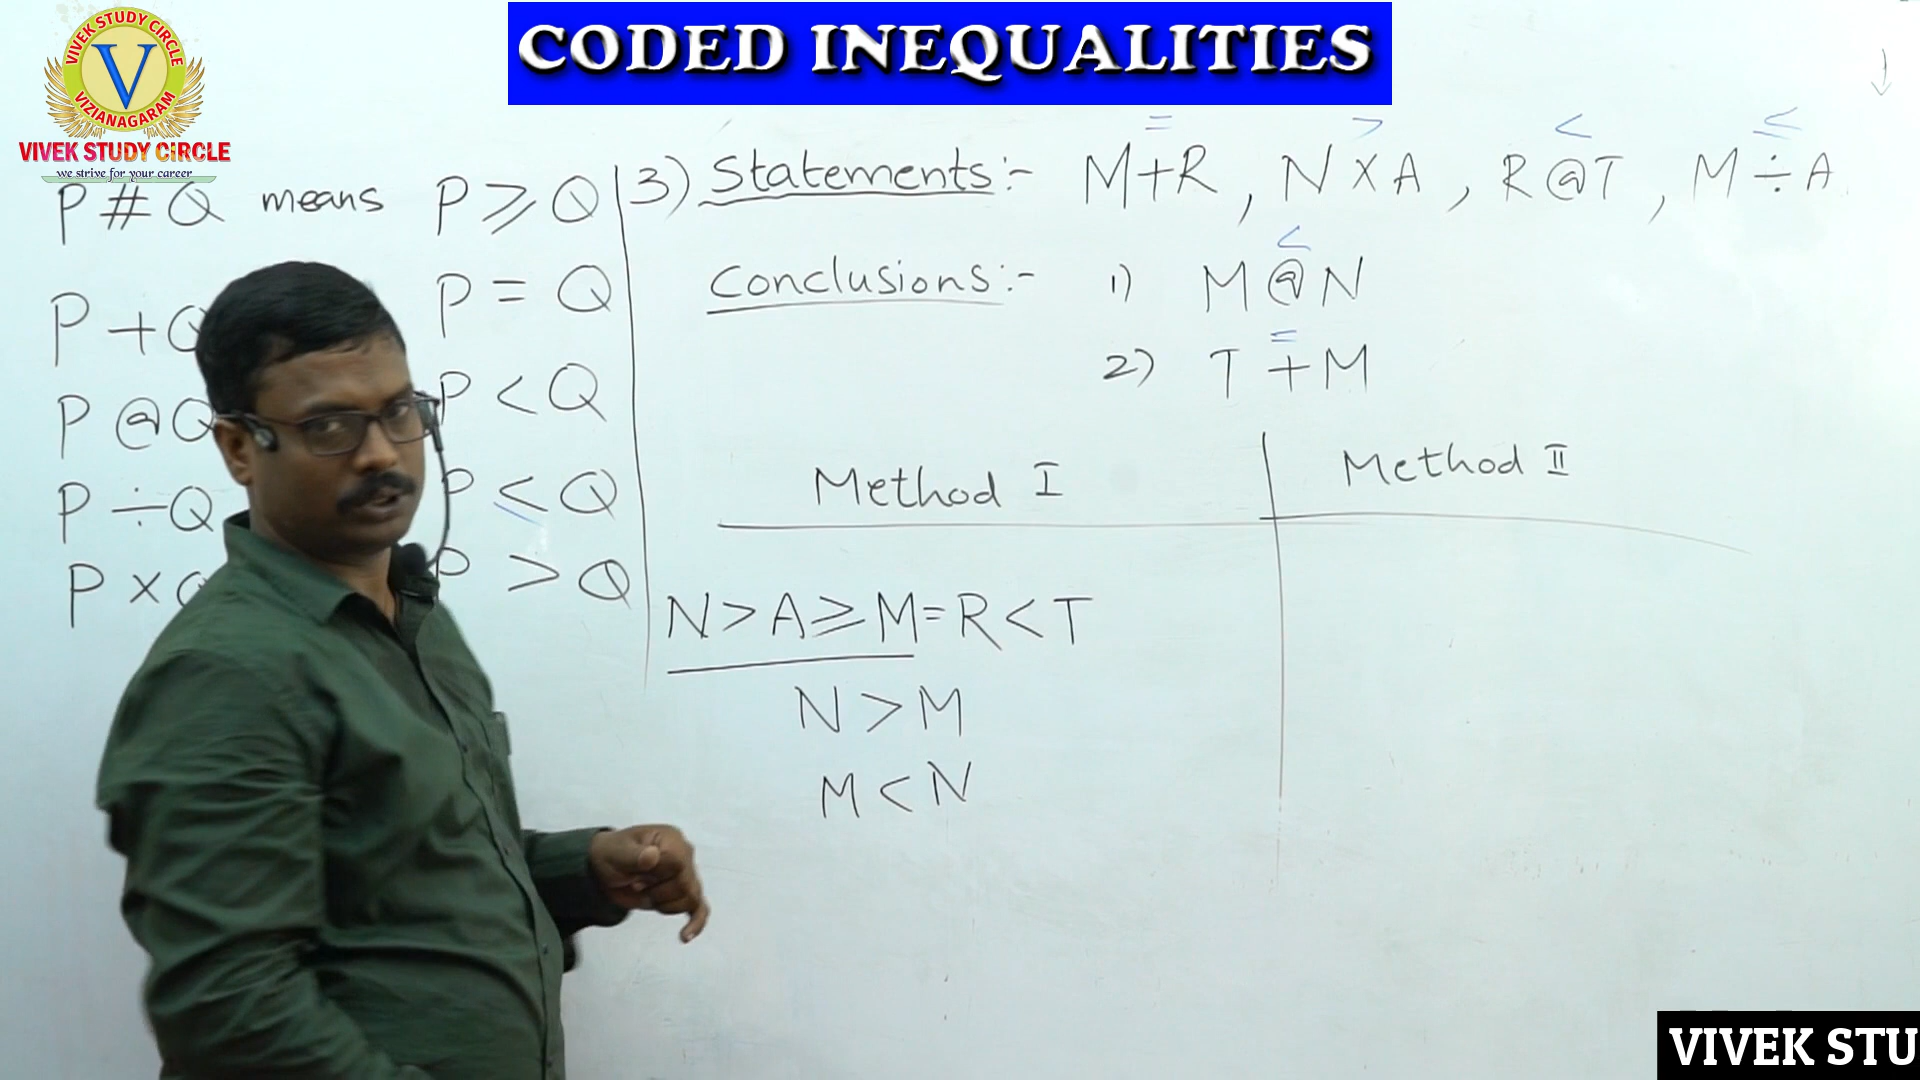 CODED INEQUALITIES
VIVEK STUDY CIRCLE
VIZIANAGARAM
V
VIVEK STUDY CIRCLE
we strive for your career
P # Q means P ⩾ Q
P + Q P = Q
P @ Q P < Q
P ÷ Q P ≤ Q
P × Q P > Q
3) Statements :- M + R , N × A , R @ T , M ÷ A
= > < ≤
Conclusions :- 1) M @ N
<
2) T + M
=
Method I
Method II
N > A ⩾ M = R < T
N > M
M < N
VIVEK STU